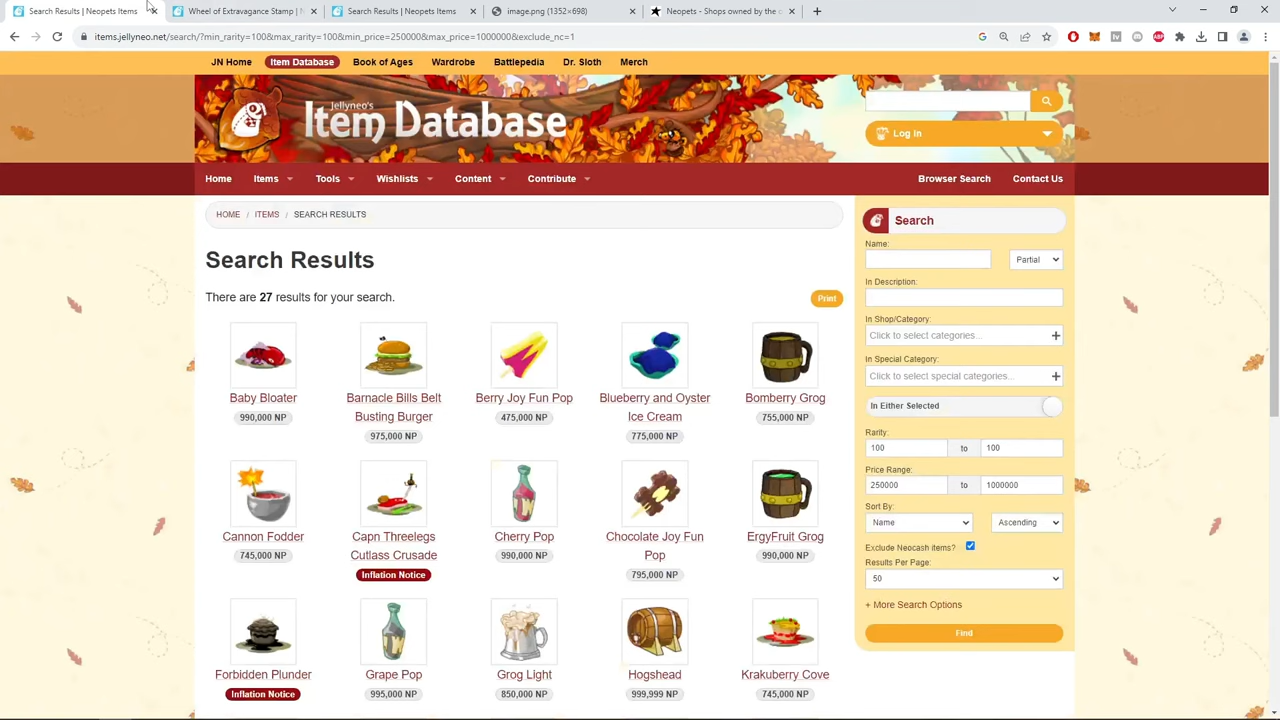 Search Results | Neopets Items
Wheel of Extravagance Stamp | N
Search Results | Neopets Items
image.png (1352×698)
Neopets - Shops owned by the c
items.jellyneo.net/search/?min_rarity=100&max_rarity=100&min_price=250000&max_price=1000000&exclude_nc=1
JN Home Item Database Book of Ages Wardrobe Battlepedia Dr. Sloth Merch
Jellyneo's
Item Database
Log in
Home Items Tools Wishlists Content Contribute Browser Search Contact Us
HOME / ITEMS / SEARCH RESULTS
Search Results
There are 27 results for your search.
Print
Baby Bloater
990,000 NP
Barnacle Bills Belt
Busting Burger
975,000 NP
Berry Joy Fun Pop
475,000 NP
Blueberry and Oyster
Ice Cream
775,000 NP
Bomberry Grog
755,000 NP
Cannon Fodder
745,000 NP
Capn Threelegs
Cutlass Crusade
Inflation Notice
Cherry Pop
990,000 NP
Chocolate Joy Fun
Pop
795,000 NP
ErgyFruit Grog
990,000 NP
Forbidden Plunder
Inflation Notice
Grape Pop
995,000 NP
Grog Light
850,000 NP
Hogshead
999,999 NP
Krakuberry Cove
745,000 NP
Search
Name:
Partial
In Description:
In Shop/Category:
Click to select categories... +
In Special Category:
Click to select special categories... +
In Either Selected
Rarity:
100 to 100
Price Range:
250000 to 1000000
Sort By:
Name Ascending
Exclude Neocash items?
Results Per Page:
50
+ More Search Options
Find